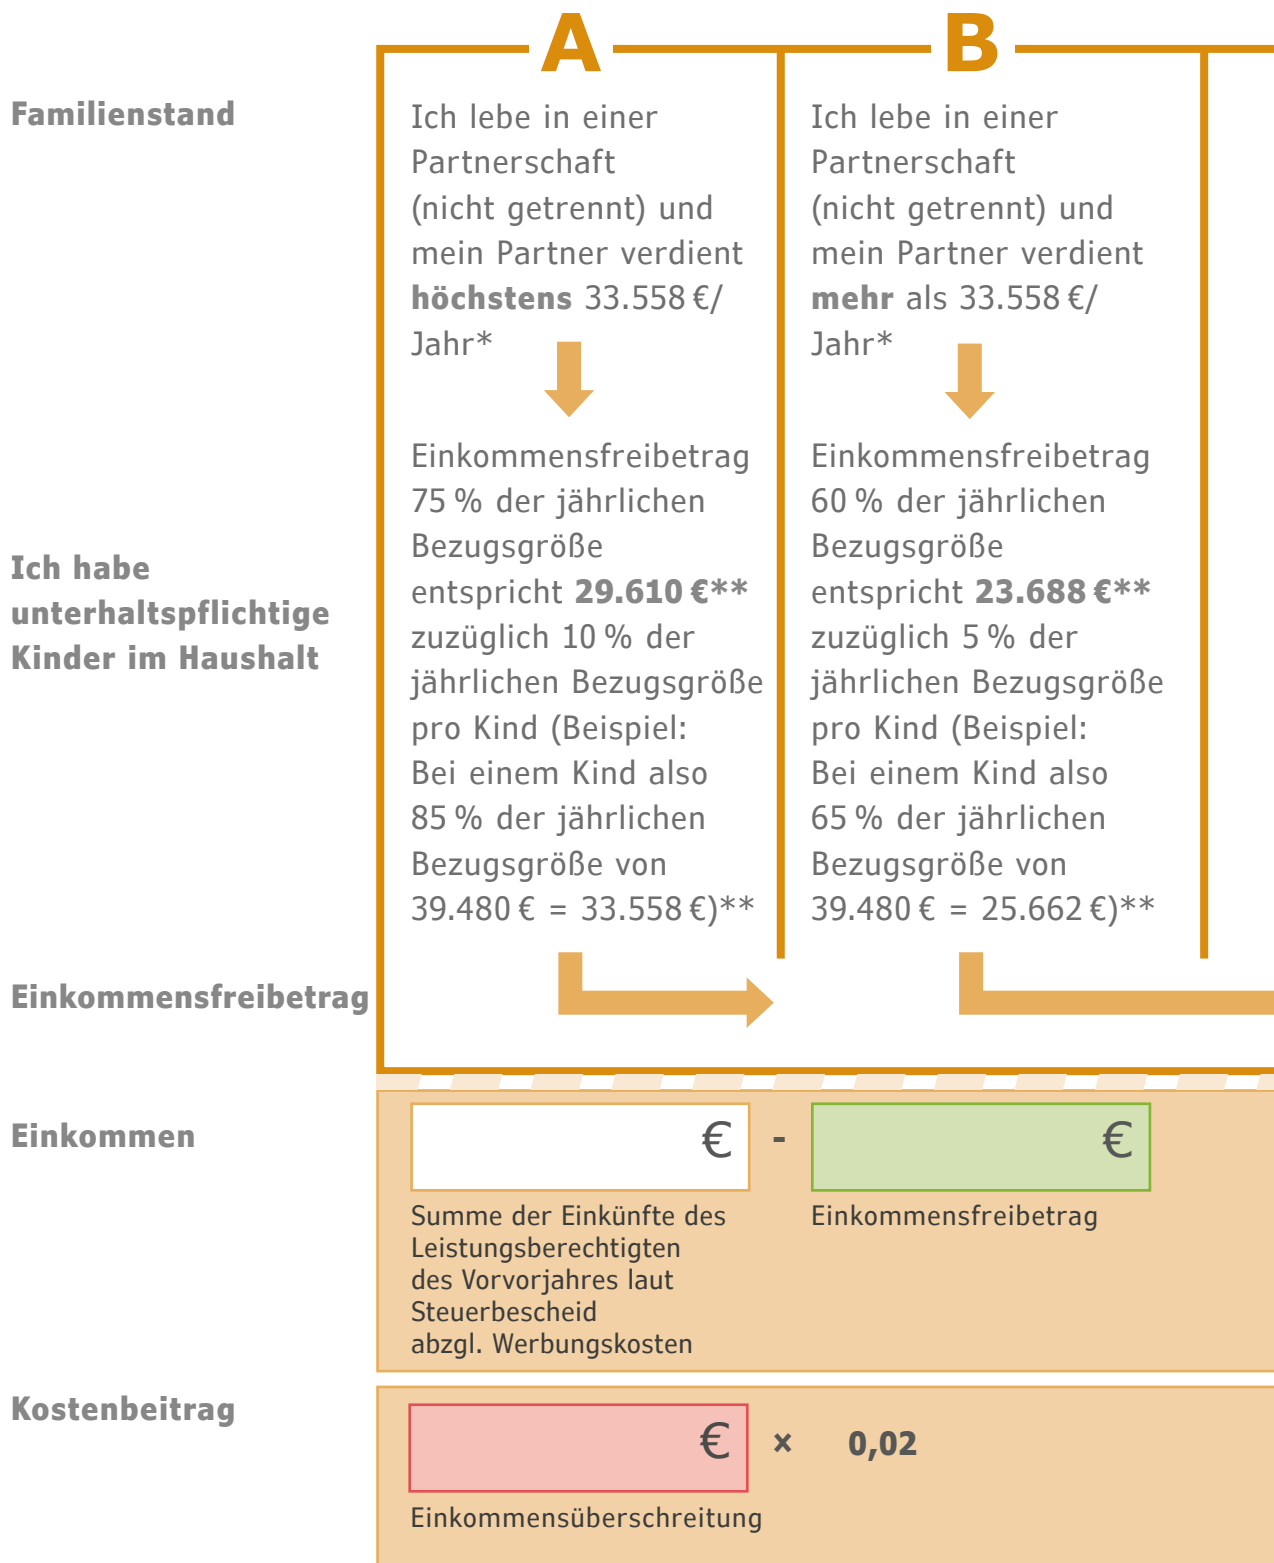 A
B
Familienstand
Ich lebe in einer
Partnerschaft
(nicht getrennt) und
mein Partner verdient
höchstens 33.558 €/
Jahr*
Ich lebe in einer
Partnerschaft
(nicht getrennt) und
mein Partner verdient
mehr als 33.558 €/
Jahr*
Ich habe
unterhaltspflichtige
Kinder im Haushalt
Einkommensfreibetrag
75 % der jährlichen
Bezugsgröße
entspricht 29.610 €**
zuzüglich 10 % der
jährlichen Bezugsgröße
pro Kind (Beispiel:
Bei einem Kind also
85 % der jährlichen
Bezugsgröße von
39.480 € = 33.558 €)**
Einkommensfreibetrag
60 % der jährlichen
Bezugsgröße
entspricht 23.688 €**
zuzüglich 5 % der
jährlichen Bezugsgröße
pro Kind (Beispiel:
Bei einem Kind also
65 % der jährlichen
Bezugsgröße von
39.480 € = 25.662 €)**
Einkommensfreibetrag
Einkommen
€ - €
Summe der Einkünfte des
Leistungsberechtigten
des Vorvorjahres laut
Steuerbescheid
abzgl. Werbungskosten
Einkommensfreibetrag
Kostenbeitrag
€ × 0,02
Einkommensüberschreitung